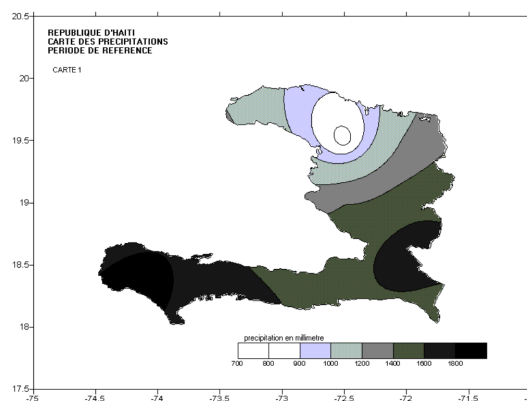 20.5
REPUBLIQUE D'HAITI
CARTE DES PRECIPITATIONS
PERIODE DE REFERENCE
CARTE 1
20
19.5
19
18.5
18
precipitation en millimetre
700 800 900 1000 1200 1400 1600 1800
17.5
-75 -74.5 -74 -73.5 -73 -72.5 -72 -71.5